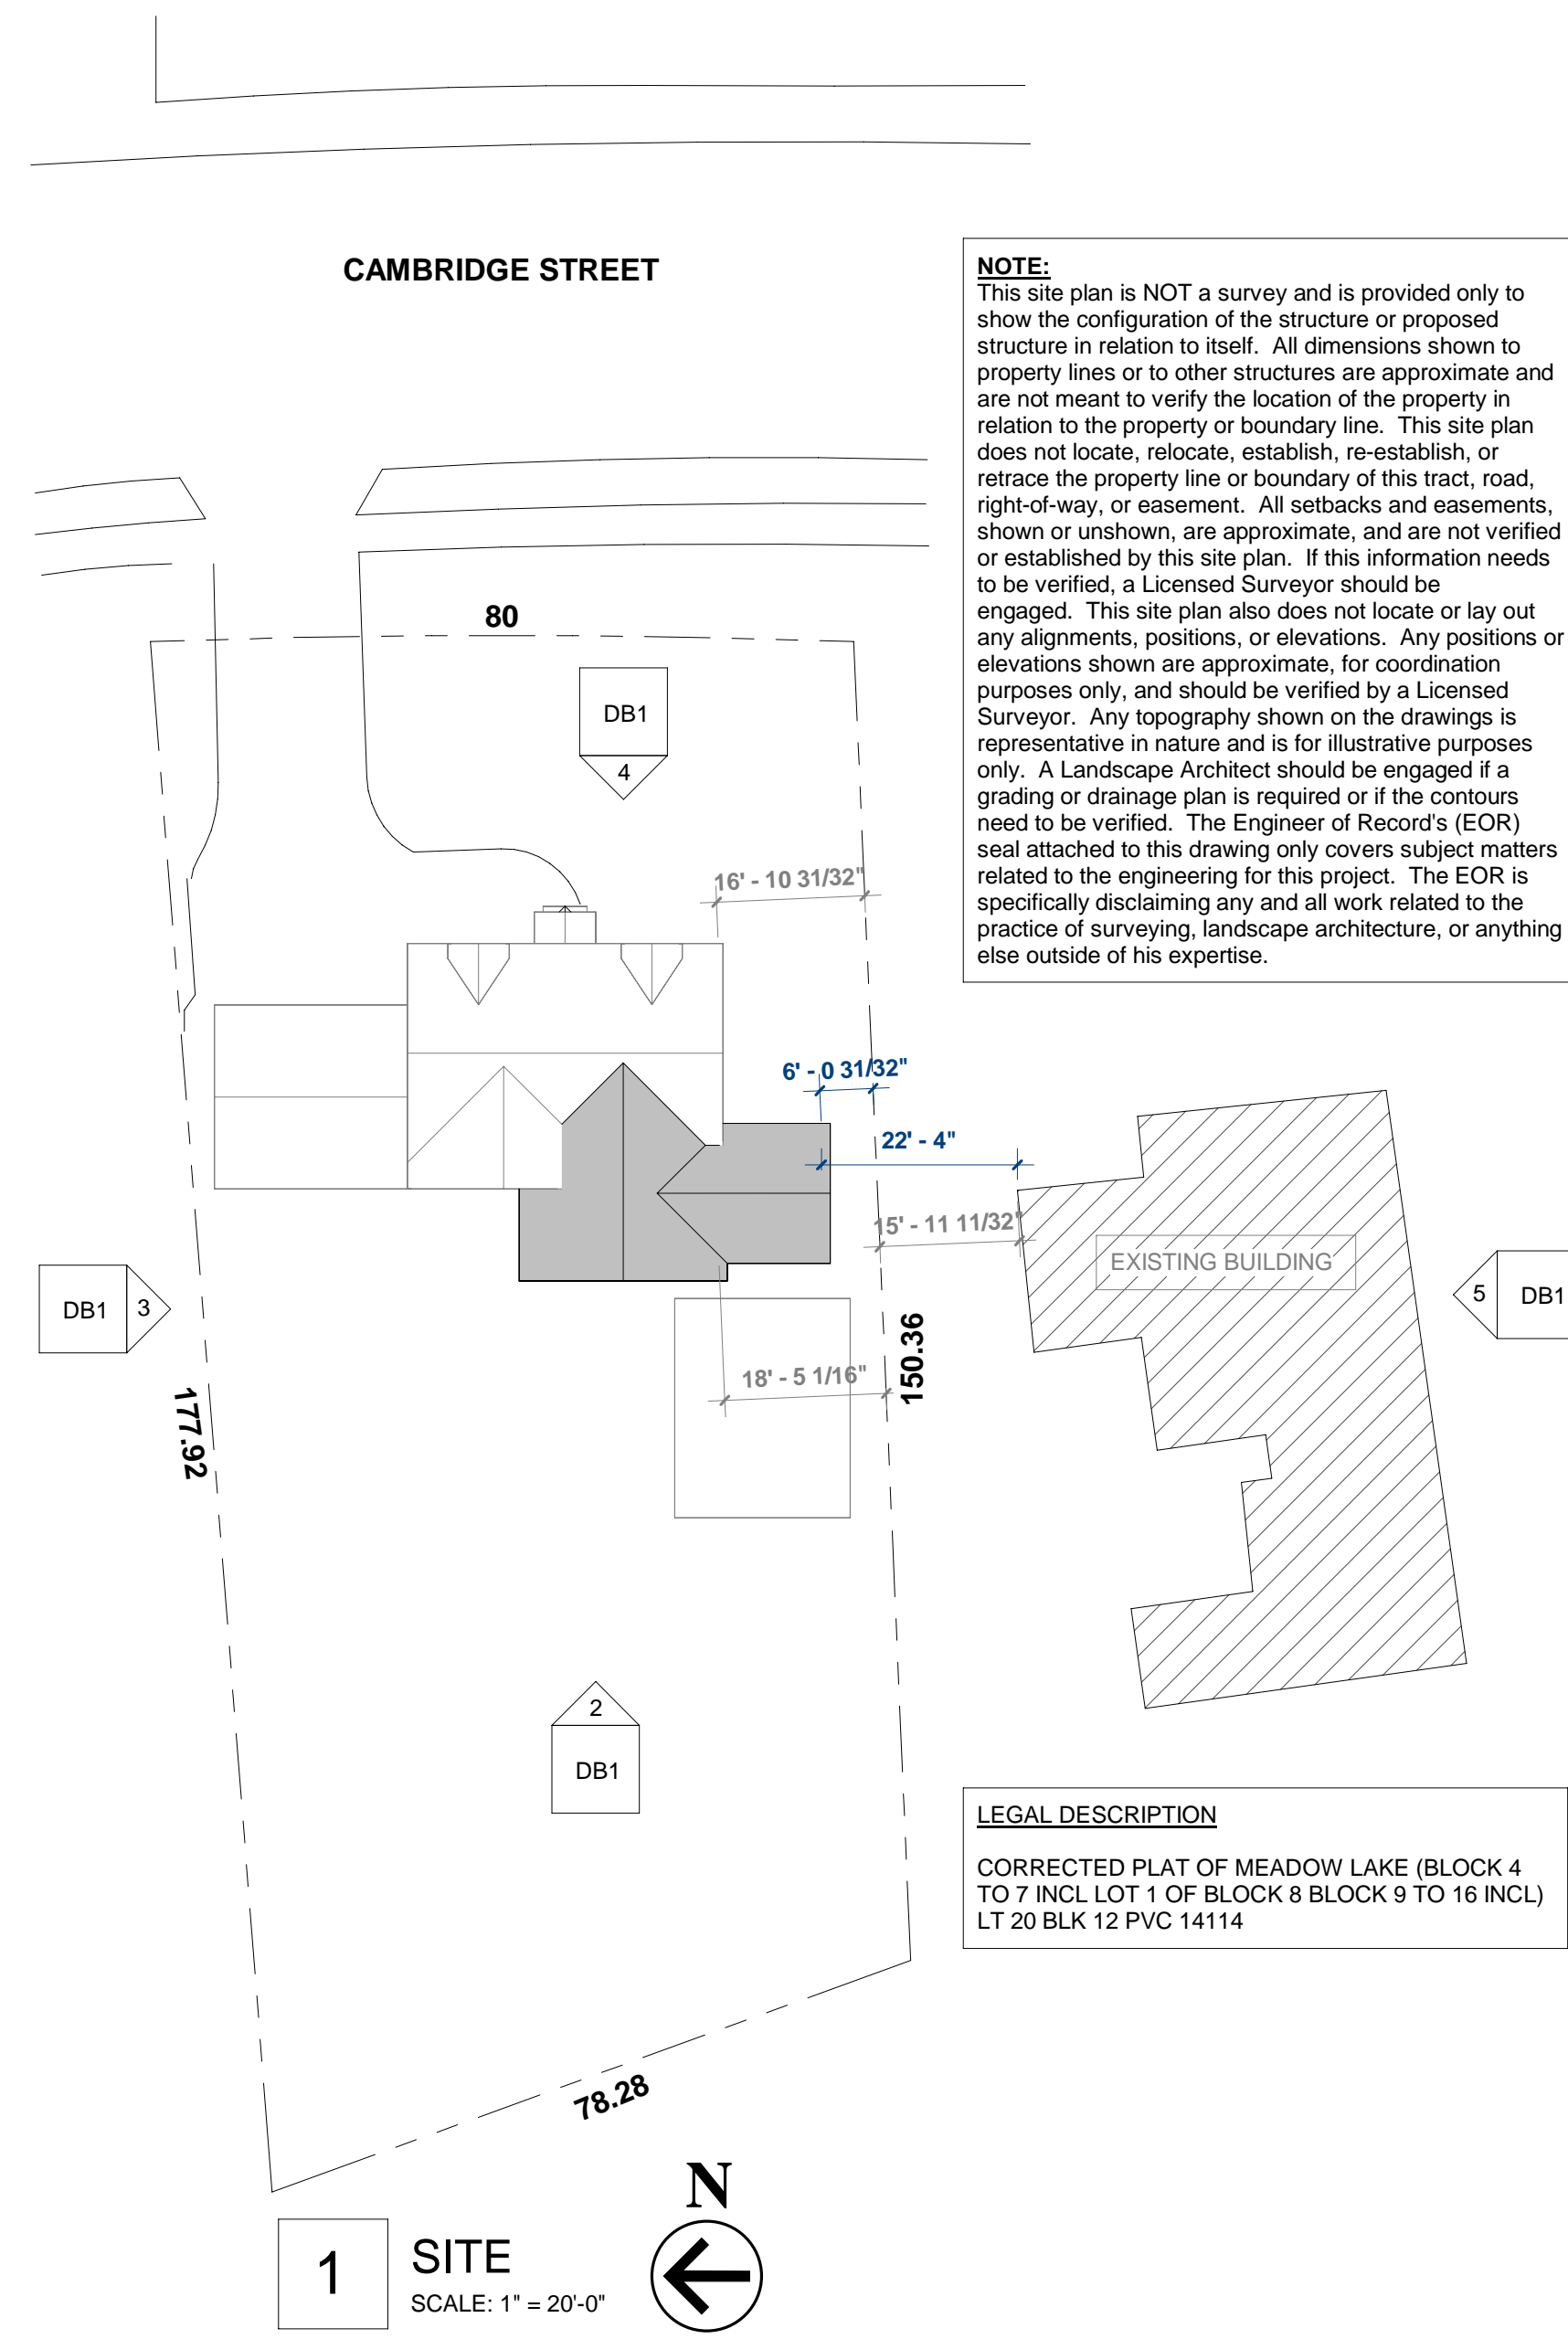 CAMBRIDGE STREET
NOTE:
This site plan is NOT a survey and is provided only to
show the configuration of the structure or proposed
structure in relation to itself. All dimensions shown to
property lines or to other structures are approximate and
are not meant to verify the location of the property in
relation to the property or boundary line. This site plan
does not locate, relocate, establish, re-establish, or
retrace the property line or boundary of this tract, road,
right-of-way, or easement. All setbacks and easements,
shown or unshown, are approximate, and are not verified
or established by this site plan. If this information needs
to be verified, a Licensed Surveyor should be
engaged. This site plan also does not locate or lay out
any alignments, positions, or elevations. Any positions or
elevations shown are approximate, for coordination
purposes only, and should be verified by a Licensed
Surveyor. Any topography shown on the drawings is
representative in nature and is for illustrative purposes
only. A Landscape Architect should be engaged if a
grading or drainage plan is required or if the contours
need to be verified. The Engineer of Record's (EOR)
seal attached to this drawing only covers subject matters
related to the engineering for this project. The EOR is
specifically disclaiming any and all work related to the
practice of surveying, landscape architecture, or anything
else outside of his expertise.
80
DB1
4
16' - 10 31/32"
6' - 0 31/32"
22' - 4"
15' - 11 11/32"
EXISTING BUILDING
DB1 3
5 DB1
18' - 5 1/16"
150.36
177.92
2
DB1
LEGAL DESCRIPTION
CORRECTED PLAT OF MEADOW LAKE (BLOCK 4
TO 7 INCL LOT 1 OF BLOCK 8 BLOCK 9 TO 16 INCL)
LT 20 BLK 12 PVC 14114
78.28
N
1 SITE
SCALE: 1" = 20'-0"